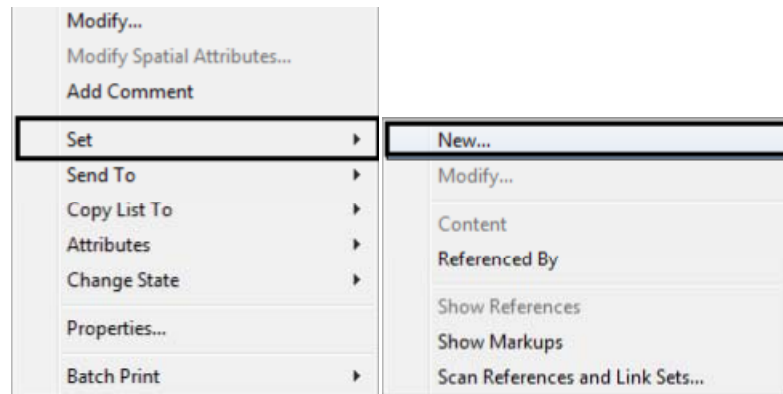 Modify...
Modify Spatial Attributes...
Add Comment
Set
Send To
Copy List To
Attributes
Change State
Properties...
Batch Print
New...
Modify...
Content
Referenced By
Show References
Show Markups
Scan References and Link Sets...